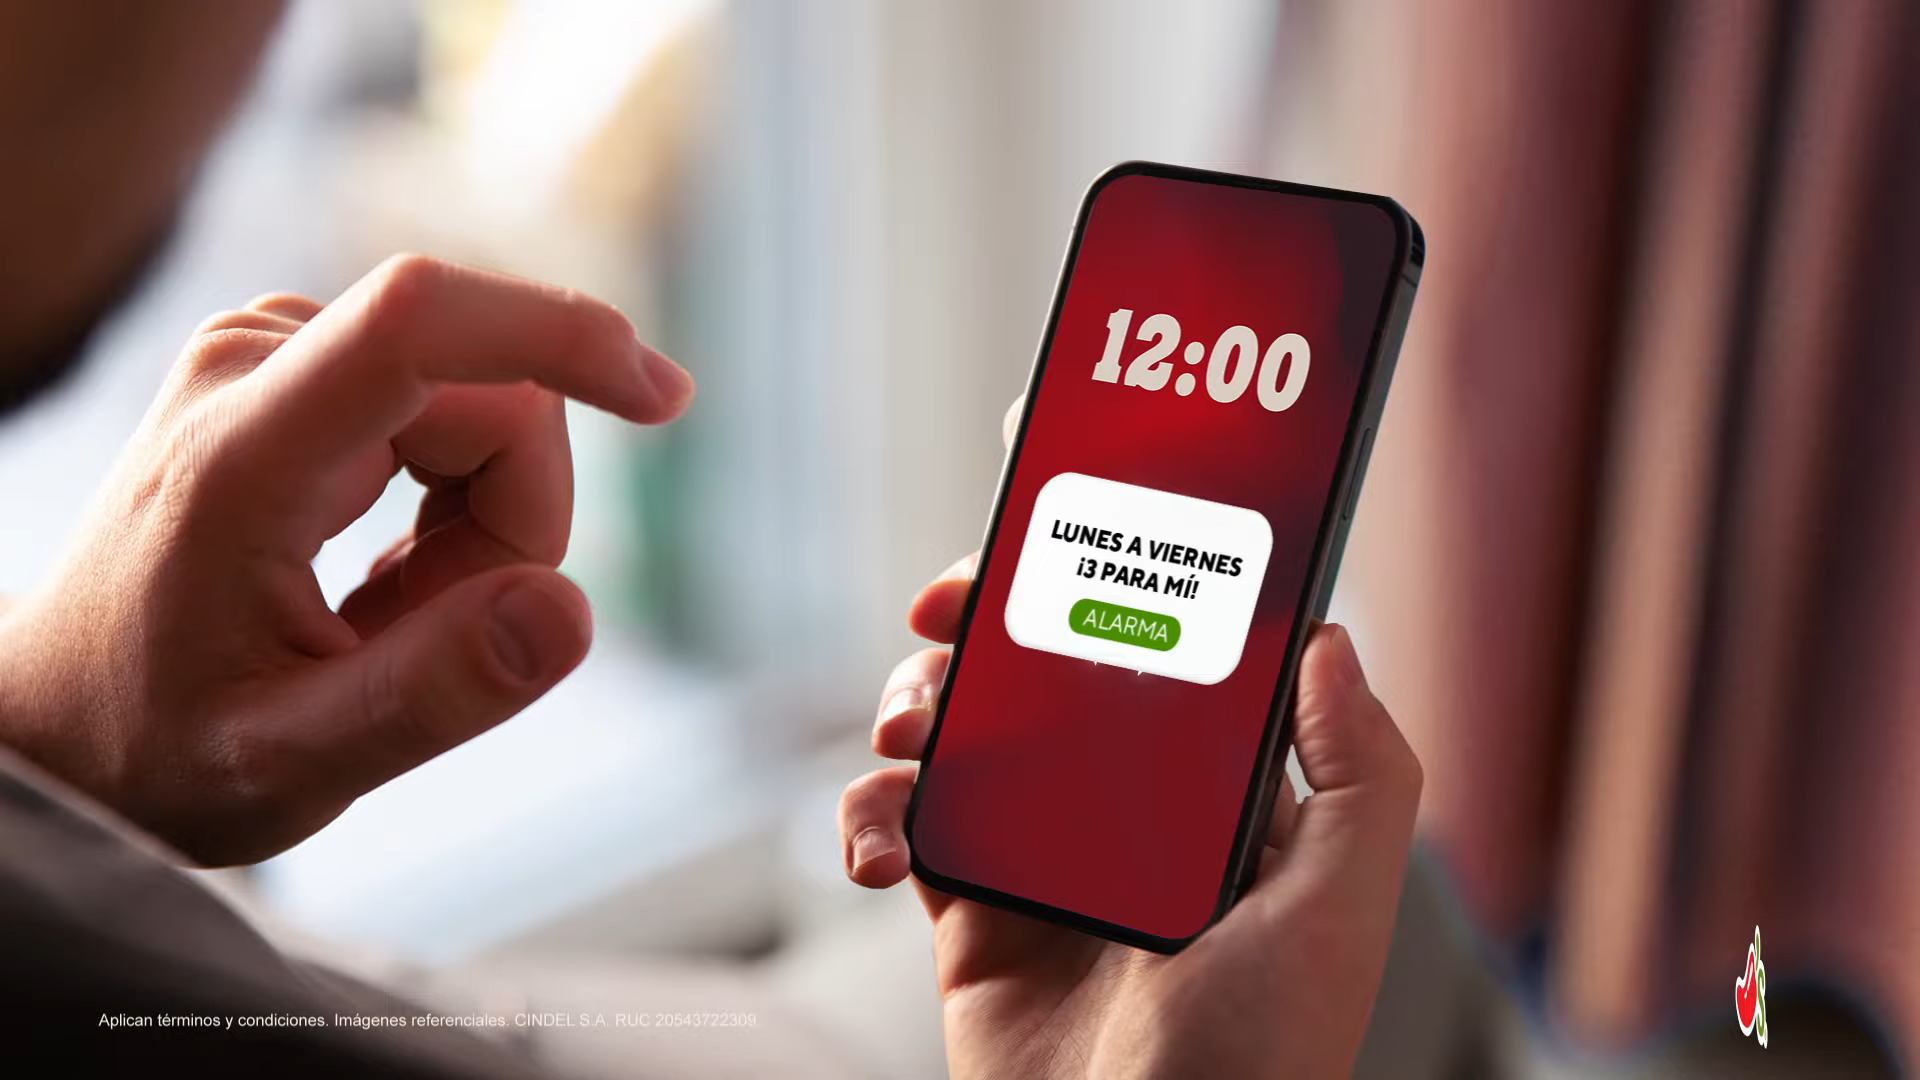 12:00
LUNES A VIERNES
¡3 PARA MÍ!
ALARMA
Aplican términos y condiciones. Imágenes referenciales. CINDEL S.A. RUC 20543722309